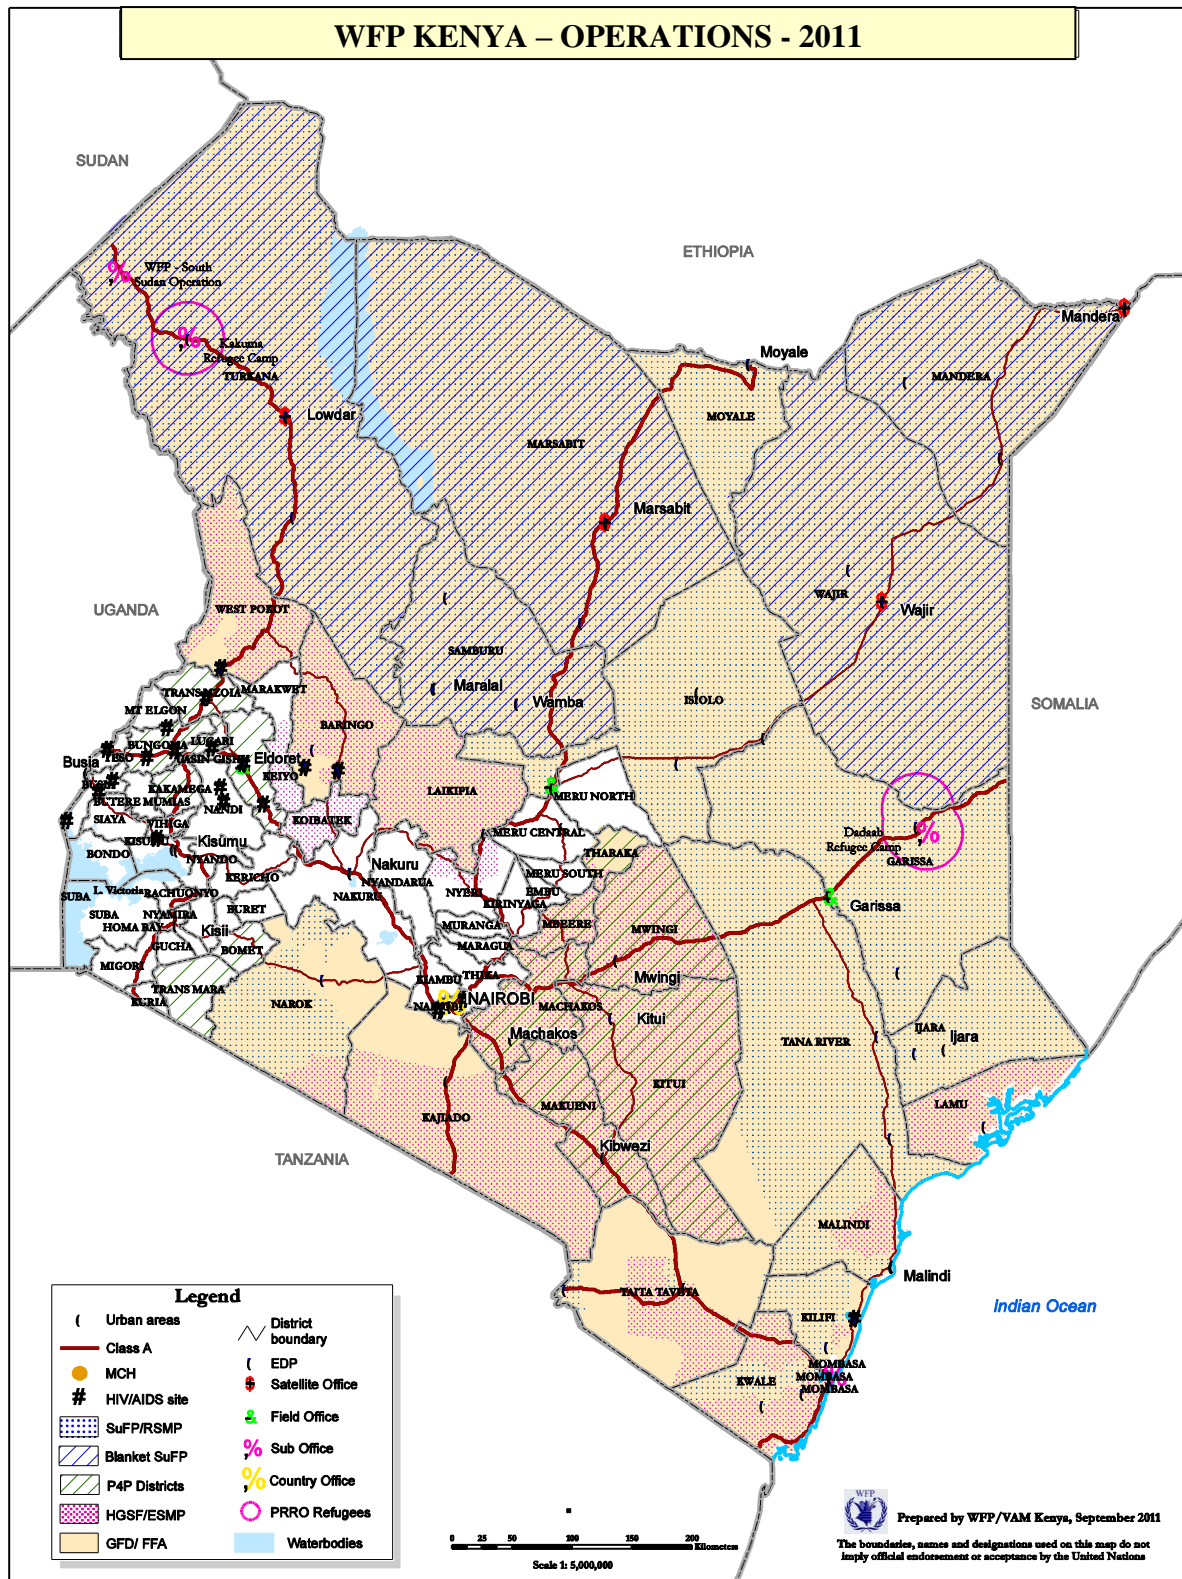 WFP KENYA – OPERATIONS - 2011
SUDAN
ETHIOPIA
WFP - South
Sudan Operation
Mandera
Kakuma
Refugee Camp
Moyale
TURKANA
MANDERA
Lowdar
MOYALE
MARSABIT
Marsabit
UGANDA
WEST POKOT
WAJIR
Wajir
SAMBURU
Maralal
Wamba
TRANS NZOIA
MARAKWET
ISIOLO
SOMALIA
MT ELGON
BARINGO
BUNGOMA
LUGARI
TESO
UASIN GISHU
Eldoret
Busia
KEIYO
KAKAMEGA
LAIKIPIA
MERU NORTH
BUTERE MUMIAS
NANDI
SIAYA
VIHIGA
KOIBATEK
MERU CENTRAL
Dadaab
Refugee Camp
KISUMU
Kisumu
GARISSA
BONDO
NYANDO
Nakuru
THARAKA
KERICHO
NYANDARUA
MERU SOUTH
SUBA
L. Victoria
RACHUONYO
NAKURU
NYERI
EMBU
KIRINYAGA
Garissa
SUBA
NYAMIRA
BURET
HOMA BAY
Kisii
MURANGA
MBEERE
MWINGI
GUCHA
BOMET
MARAGUA
MIGORI
Mwingi
KIAMBU
THIKA
TRANS MARA
KURIA
NAROK
NAIROBI
NAIROBI
MACHAKOS
Kitui
Machakos
TANA RIVER
IJARA
Ijara
KITUI
MAKUENI
LAMU
KAJIADO
Kibwezi
TANZANIA
MALINDI
Malindi
TAITA TAVETA
Indian Ocean
KILIFI
MOMBASA
KWALE
MOMBASA
MOMBASA
Legend
Urban areas
Class A
MCH
HIV/AIDS site
SuFP/RSMP
Blanket SuFP
P4P Districts
HGSF/ESMP
GFD/ FFA
District
boundary
EDP
Satellite Office
Field Office
Sub Office
Country Office
PRRO Refugees
Waterbodies
0 25 50 100 150 200
Kilometers
Scale 1: 5,000,000
WFP
Prepared by WFP/VAM Kenya, September 2011
The boundaries, names and designations used on this map do not
imply official endorsement or acceptance by the United Nations